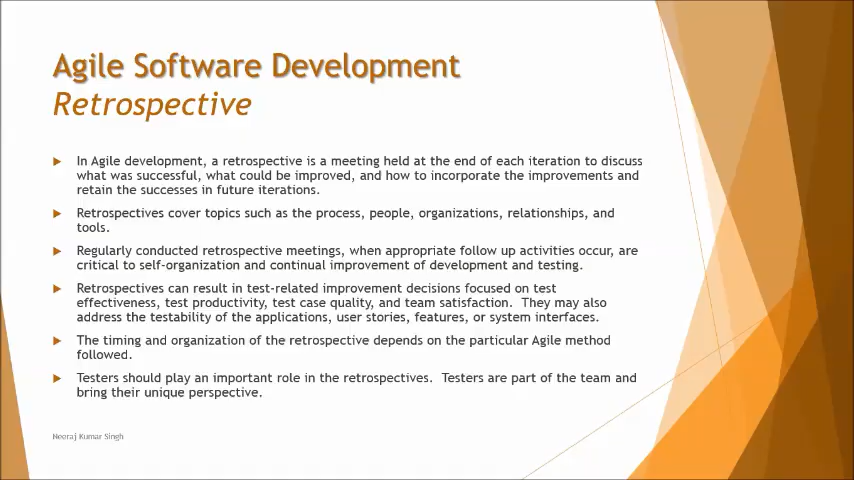 Agile Software Development
Retrospective
In Agile development, a retrospective is a meeting held at the end of each iteration to discuss
what was successful, what could be improved, and how to incorporate the improvements and
retain the successes in future iterations.
Retrospectives cover topics such as the process, people, organizations, relationships, and
tools.
Regularly conducted retrospective meetings, when appropriate follow up activities occur, are
critical to self-organization and continual improvement of development and testing.
Retrospectives can result in test-related improvement decisions focused on test
effectiveness, test productivity, test case quality, and team satisfaction.  They may also
address the testability of the applications, user stories, features, or system interfaces.
The timing and organization of the retrospective depends on the particular Agile method
followed.
Testers should play an important role in the retrospectives.  Testers are part of the team and
bring their unique perspective.
Neeraj Kumar Singh